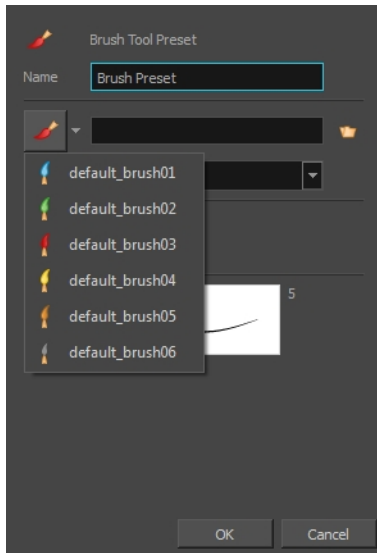 Brush Tool Preset
Name Brush Preset
default_brush01
default_brush02
default_brush03
default_brush04
default_brush05
5
default_brush06
OK Cancel